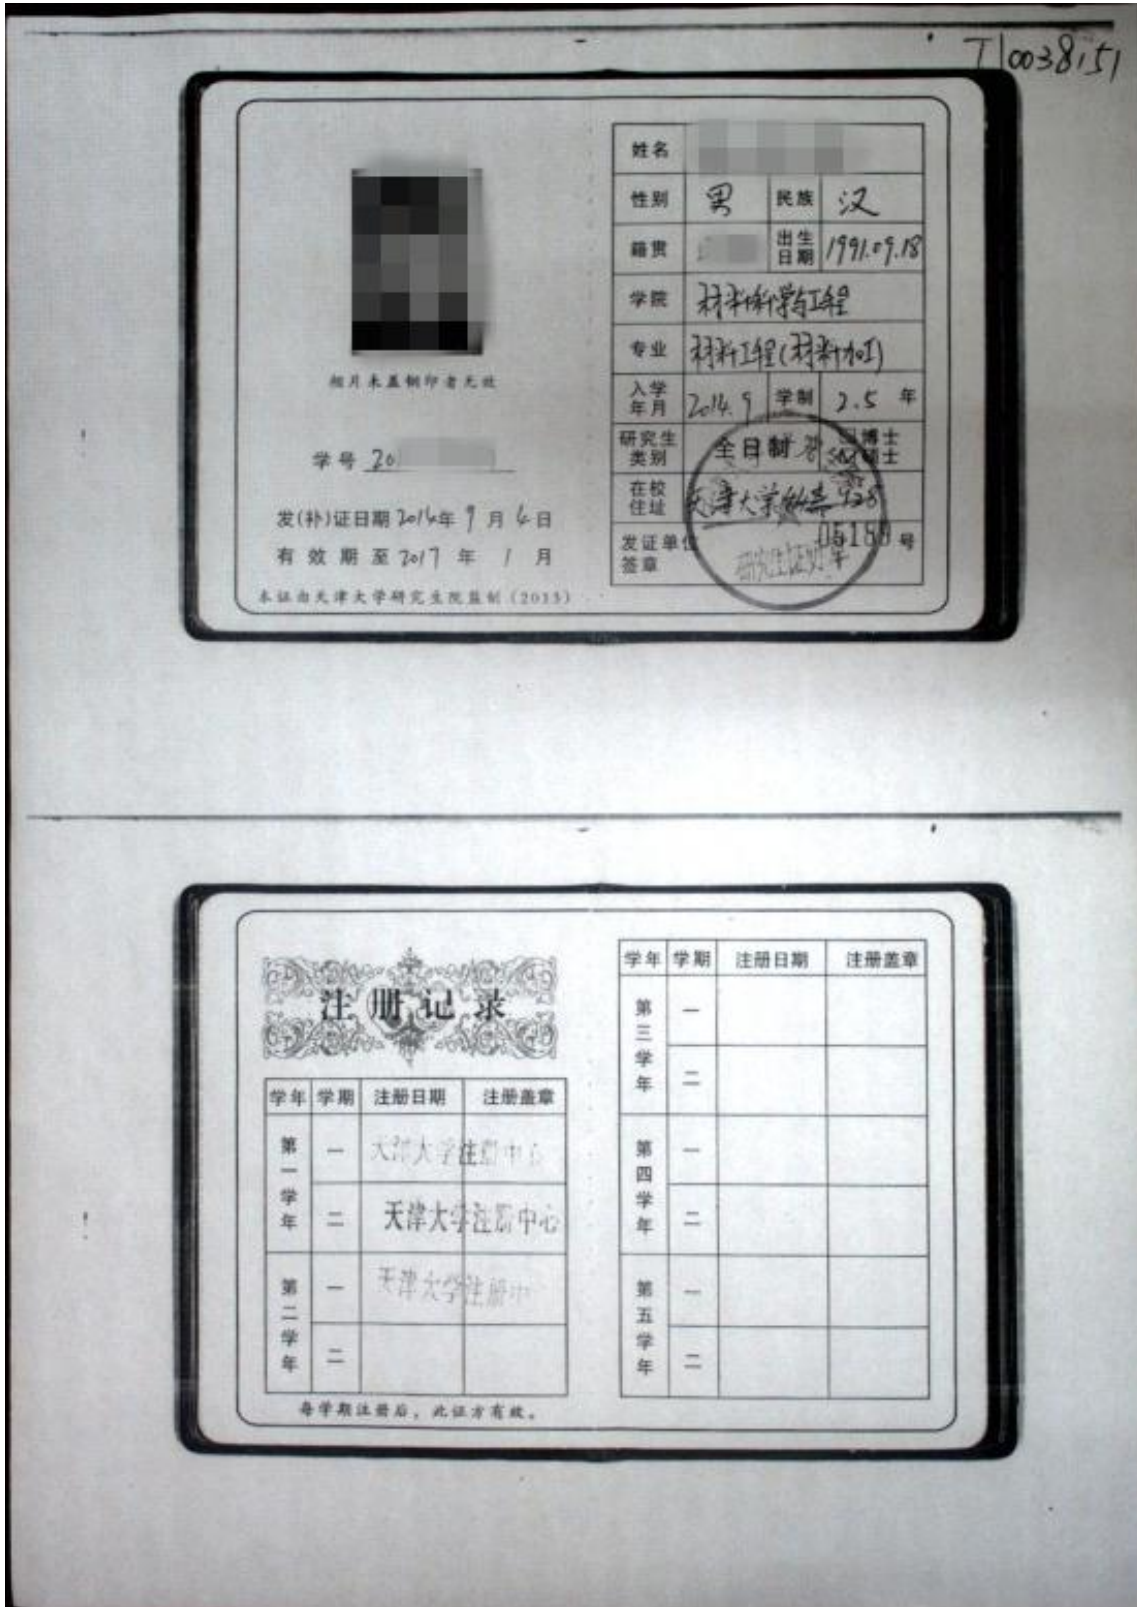 T10038151
姓名
性别 男 民族 汉
籍贯 出生日期 1991.09.18
学院 材料科学与工程
专业 材料工程(材料加工)
入学年月 2014.9 学制 2.5 年
研究生类别 全日制 博士 硕士
在校住址 天津大学 928
发证单位签章 05188 号
相片未盖钢印者无效
学号 20
发(补)证日期 2014年 9 月 4 日
有效期至 2017 年 1 月
本证由天津大学研究生院监制(2013)
注册记录
学年 学期 注册日期 注册盖章
第一学年 一 天津大学注册中心
二 天津大学注册中心
第二学年 一 天津大学注册中
二
每学期注册后，此证方有效。
学年 学期 注册日期 注册盖章
第三学年 一
二
第四学年 一
二
第五学年 一
二